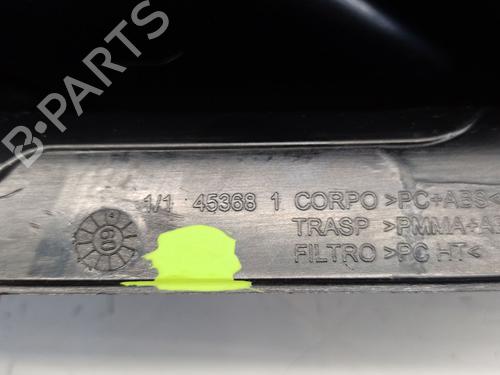 B-PARTS
1/1 45368 1 CORPO >PC+ABS<
TRASP >PMMA+A
FILTRO >PC HT<